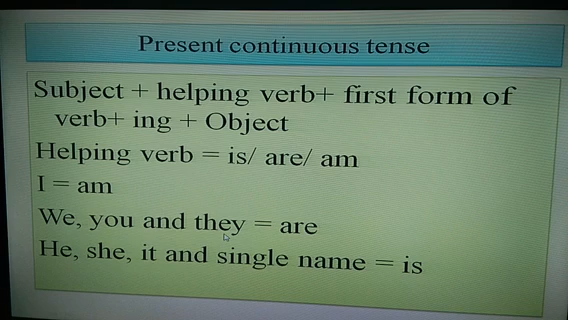 Present continuous tense
Subject + helping verb+ first form of
verb+ ing + Object
Helping verb = is/ are/ am
I = am
We, you and they = are
He, she, it and single name = is